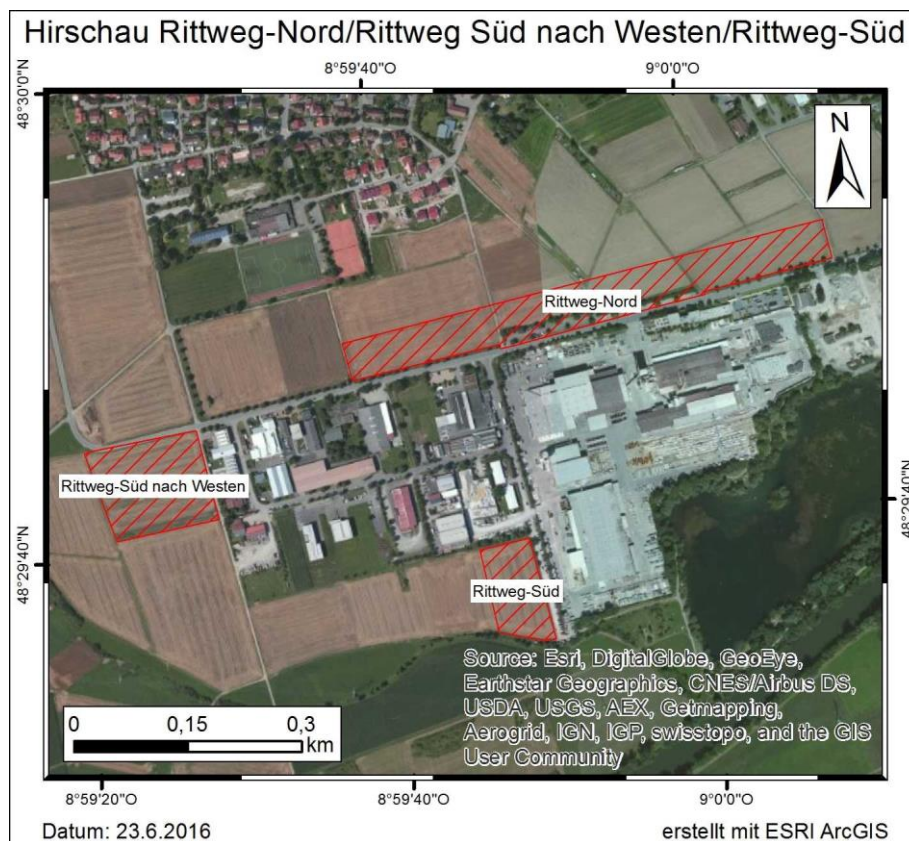 Hirschau Rittweg-Nord/Rittweg Süd nach Westen/Rittweg-Süd
8°59'40"O
9°0'0"O
48°30'0"N
N
Rittweg-Nord
Rittweg-Süd nach Westen
48°29'40"N
48°29'40"N
Rittweg-Süd
Source: Esri, DigitalGlobe, GeoEye,
Earthstar Geographics, CNES/Airbus DS,
USDA, USGS, AEX, Getmapping,
Aerogrid, IGN, IGP, swisstopo, and the GIS
User Community
0 0,15 0,3
km
8°59'20"O
8°59'40"O
9°0'0"O
Datum: 23.6.2016
erstellt mit ESRI ArcGIS